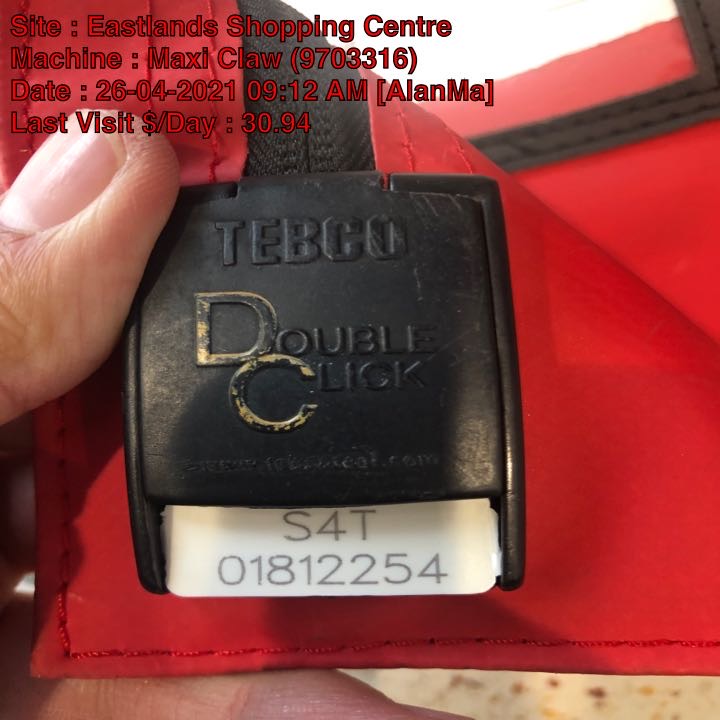 Site : Eastlands Shopping Centre
Machine : Maxi Claw (9703316)
Date : 26-04-2021 09:12 AM [AlanMa]
Last Visit $/Day : 30.94
TEBCO
DOUBLE
CLICK
S4T
01812254